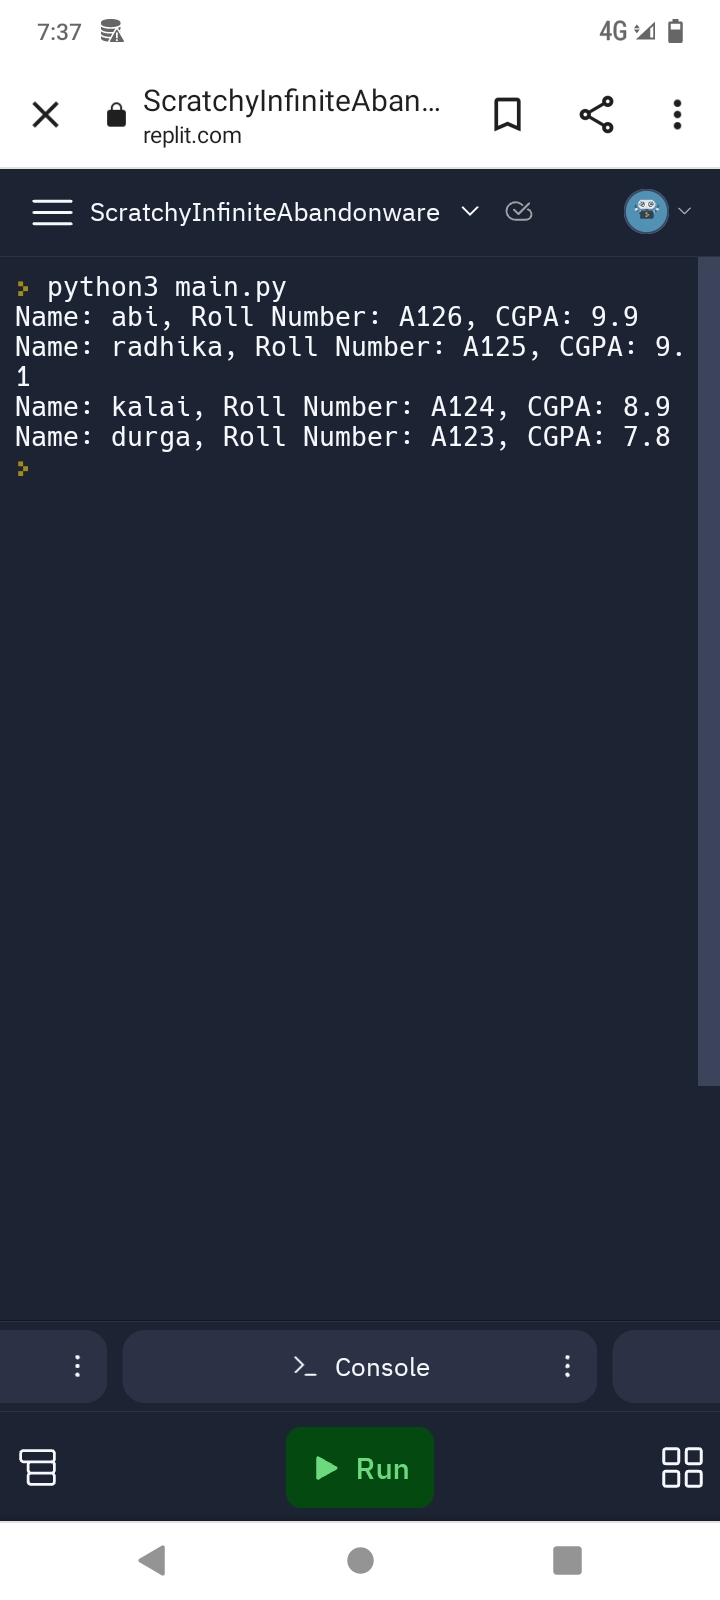 7:37 4G
ScratchyInfiniteAban...
replit.com
ScratchyInfiniteAbandonware
python3 main.py
Name: abi, Roll Number: A126, CGPA: 9.9
Name: radhika, Roll Number: A125, CGPA: 9.
1
Name: kalai, Roll Number: A124, CGPA: 8.9
Name: durga, Roll Number: A123, CGPA: 7.8
Console
Run